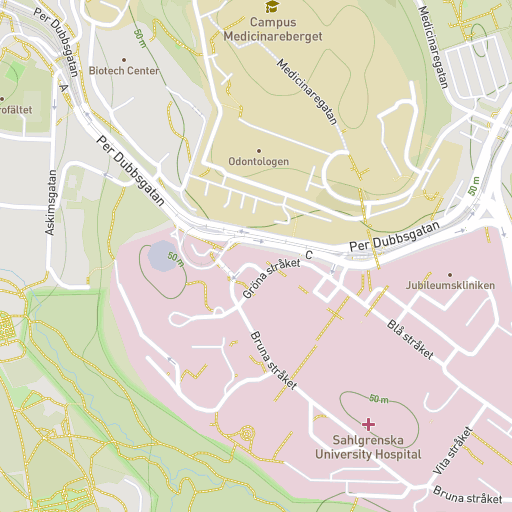 Campus
Medicinareberget
Per Dubbsgatan
50 m
Biotech Center
Medicinaregatan
Medicinaregatan
A
rofältet
Odontologen
Per Dubbsgatan
Askimsgatan
50 m
Per Dubbsgatan
C
50 m
Gröna stråket
Jubileumskliniken
Blå stråket
Bruna stråket
50 m
Sahlgrenska
University Hospital
Vita stråket
Bruna stråket